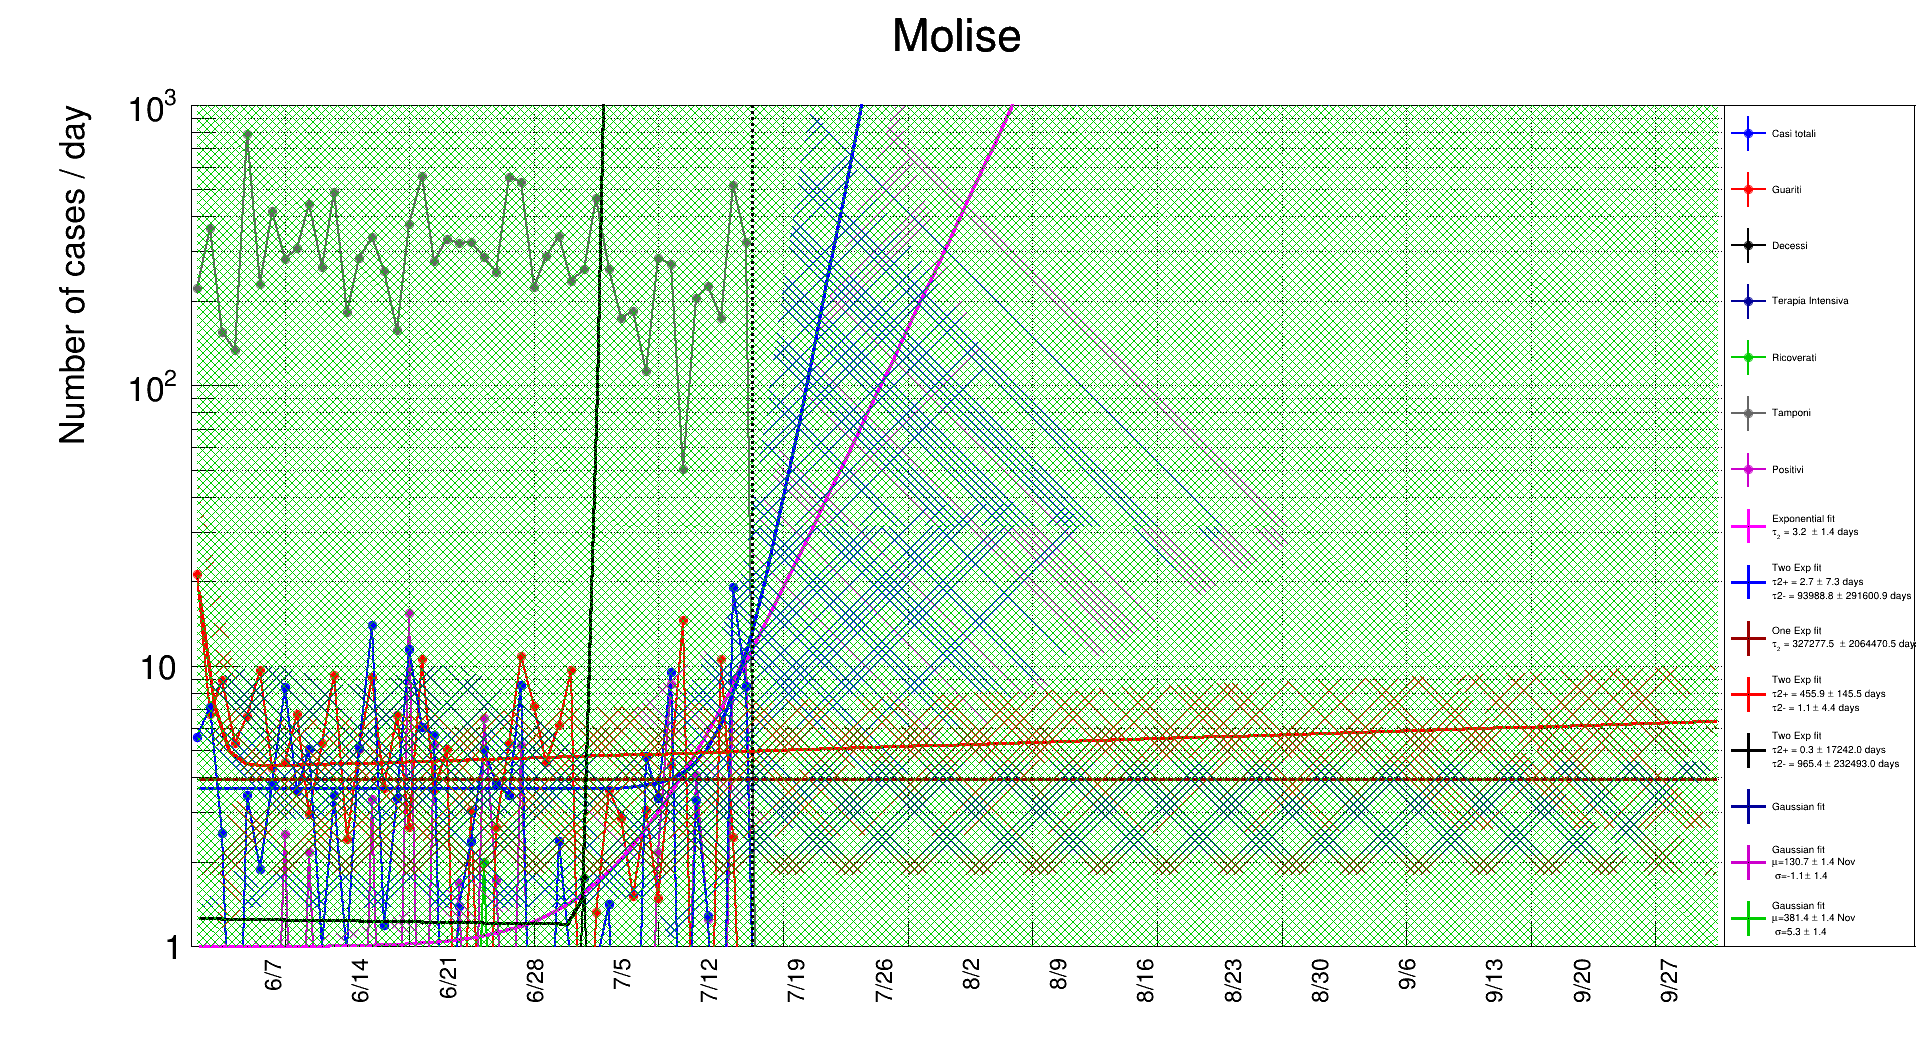 Molise
Number of cases / day
10³
10²
10
1
6/7
6/14
6/21
6/28
7/5
7/12
7/19
7/26
8/2
8/9
8/16
8/23
8/30
9/6
9/13
9/20
9/27
Casi totali
Guariti
Decessi
Terapia Intensiva
Ricoverati
Tamponi
Positivi
Exponential fit
τ₂ = 3.2 ± 1.4 days
Two Exp fit
τ2+ = 2.7 ± 7.3 days
τ2- = 93988.8 ± 291600.9 days
One Exp fit
τ₂ = 327277.5 ± 2064470.5 day
Two Exp fit
τ2+ = 455.9 ± 145.5 days
τ2- = 1.1 ± 4.4 days
Two Exp fit
τ2+ = 0.3 ± 17242.0 days
τ2- = 965.4 ± 232493.0 days
Gaussian fit
Gaussian fit
μ=130.7 ± 1.4 Nov
σ=-1.1± 1.4
Gaussian fit
μ=381.4 ± 1.4 Nov
σ=5.3 ± 1.4